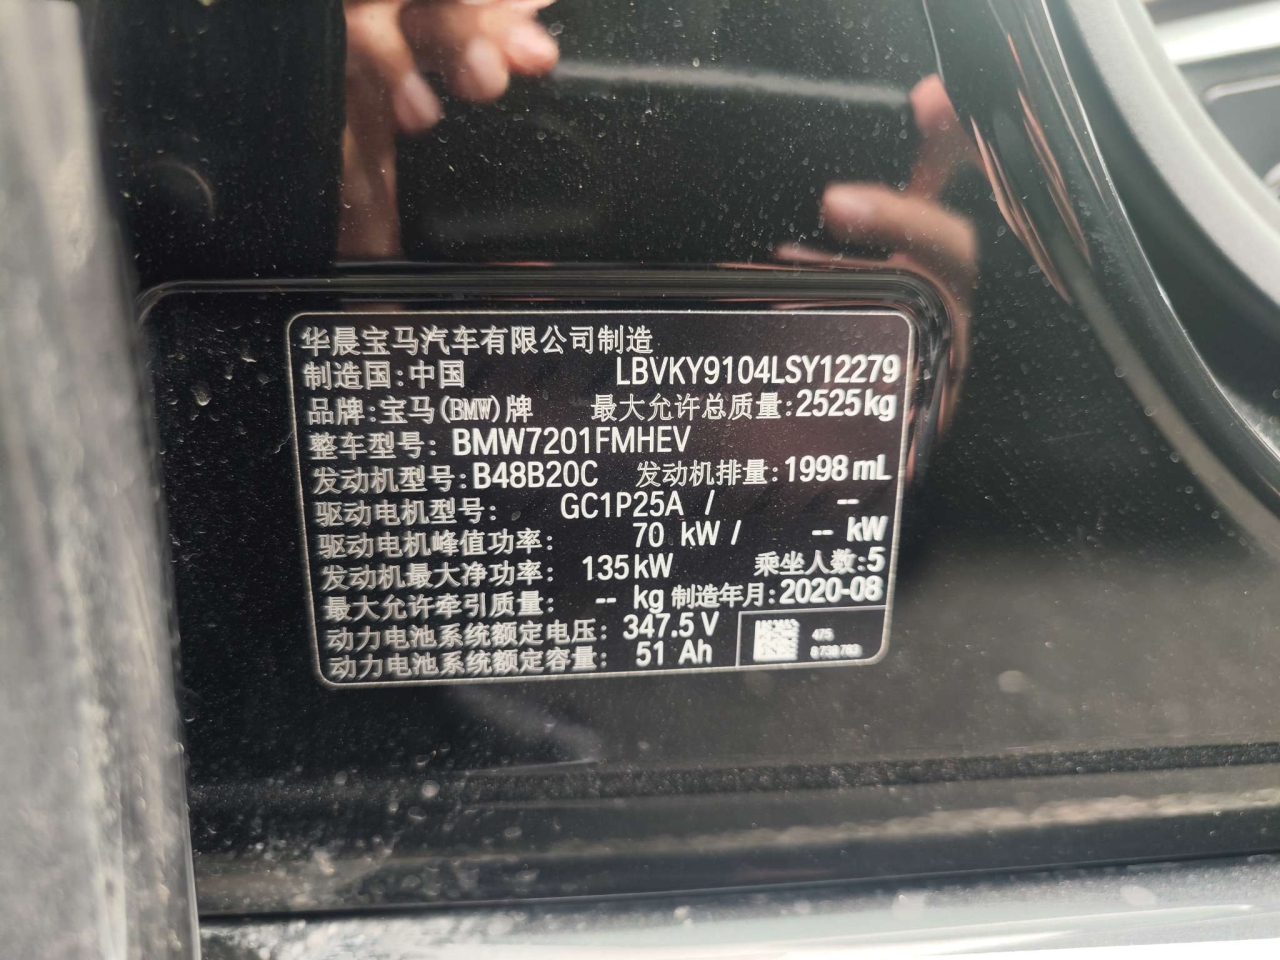 华晨宝马汽车有限公司制造
制造国:中国 LBVKY9104LSY12279
品牌:宝马(BMW)牌 最大允许总质量:2525kg
整车型号: BMW7201FMHEV
发动机型号:B48B20C 发动机排量:1998 mL
驱动电机型号: GC1P25A / --
驱动电机峰值功率: 70 kW / -- kW
发动机最大净功率: 135kW 乘坐人数:5
最大允许牵引质量: -- kg 制造年月:2020-08
动力电池系统额定电压: 347.5 V
动力电池系统额定容量: 51 Ah
475